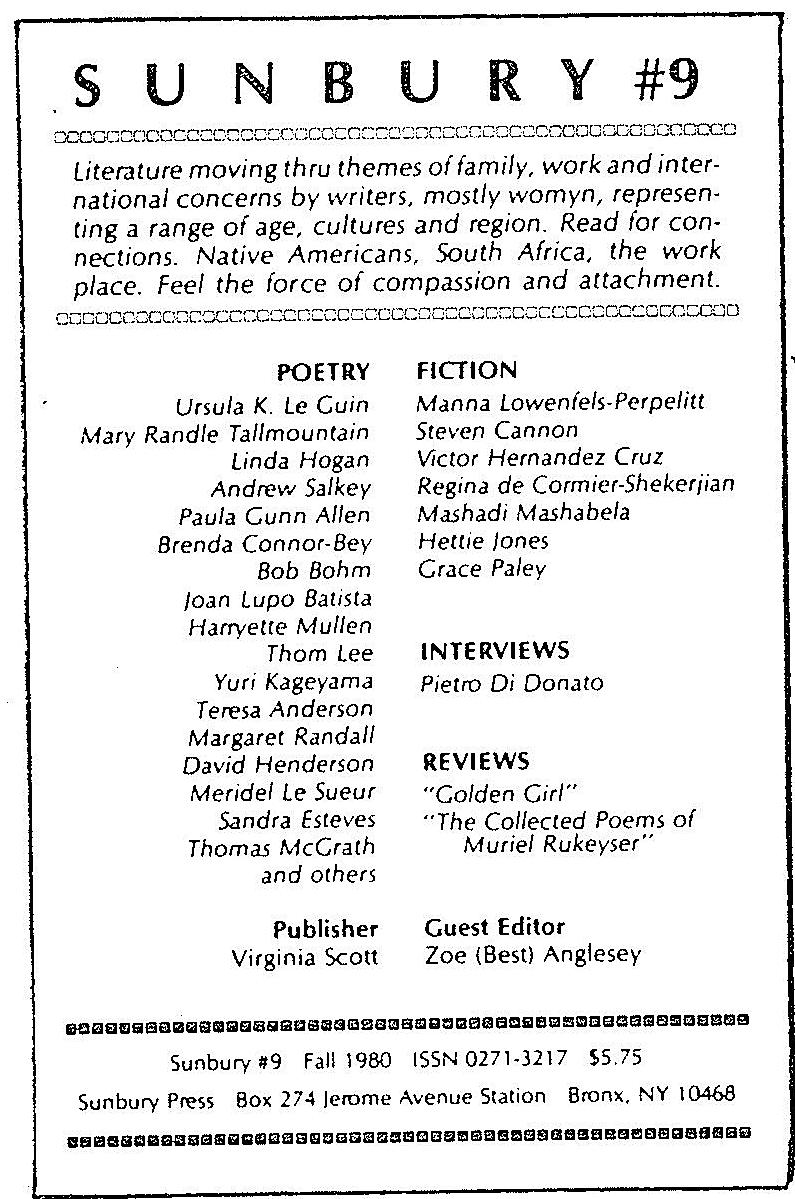 SUNBURY #9
Literature moving thru themes of family, work and inter-
national concerns by writers, mostly womyn, represen-
ting a range of age, cultures and region. Read for con-
nections. Native Americans, South Africa, the work
place. Feel the force of compassion and attachment.
POETRY
Ursula K. Le Guin
Mary Randle Tallmountain
Linda Hogan
Andrew Salkey
Paula Gunn Allen
Brenda Connor-Bey
Bob Bohm
Joan Lupo Batista
Harryette Mullen
Thom Lee
Yuri Kageyama
Teresa Anderson
Margaret Randall
David Henderson
Meridel Le Sueur
Sandra Esteves
Thomas McGrath
and others
FICTION
Manna Lowenfels-Perpelitt
Steven Cannon
Victor Hernandez Cruz
Regina de Cormier-Shekerjian
Mashadi Mashabela
Hettie Jones
Grace Paley
INTERVIEWS
Pietro Di Donato
REVIEWS
"Golden Girl"
"The Collected Poems of
Muriel Rukeyser"
Publisher
Virginia Scott
Guest Editor
Zoe (Best) Anglesey
Sunbury #9 Fall 1980 ISSN 0271-3217 $5.75
Sunbury Press Box 274 Jerome Avenue Station Bronx, NY 10468